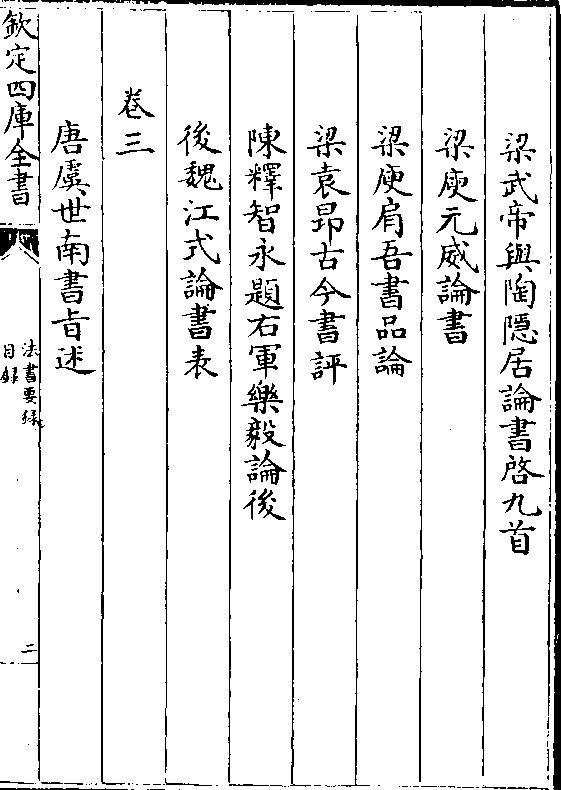 梁武帝與陶隱居論書啓九首
梁庾元威論書
梁庾肩吾書品論
梁袁昂古今書評
陳釋智永題右軍樂毅論後
後魏江式論書表
卷三
唐虞世南書旨述
欽定四庫全書
法書要録
目録
二